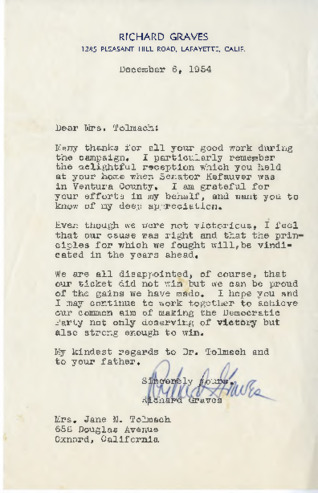 RICHARD GRAVES
1245 PLEASANT HILL ROAD, LAFAYETTE, CALIF.
December 6, 1954
Dear Mrs. Tolmach:
Many thanks for all your good work during
the campaign. I particularly remember
the delightful reception which you held
at your home when Senator Kefauver was
in Ventura County. I am grateful for
your efforts in my behalf, and want you to
know of my deep appreciation.
Even though we were not victorious, I feel
that our cause was right and that the prin-
ciples for which we fought will be vindi-
cated in the years ahead.
We are all disappointed, of course, that
our ticket did not win but we can be proud
of the gains we have made. I hope you and
I may continue to work together to achieve
our common aim of making the Democratic
Party not only deserving of victory but
also strong enough to win.
My kindest regards to Dr. Tolmach and
to your father.
Sincerely yours,
Richard Graves
Richard Graves
Mrs. Jane N. Tolmach
658 Douglas Avenue
Oxnard, California